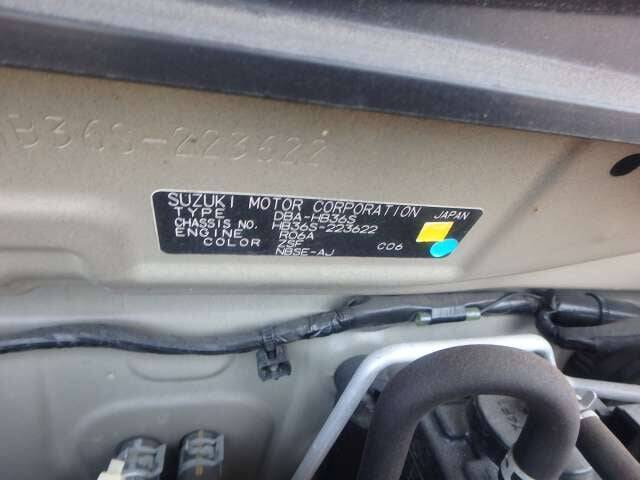 HB36S-223622
SUZUKI MOTOR CORPORATION
TYPE DBA-HB36S JAPAN
CHASSIS NO. HB36S-223622
ENGINE R06A
COLOR ZSF C06
NBSE-AJ